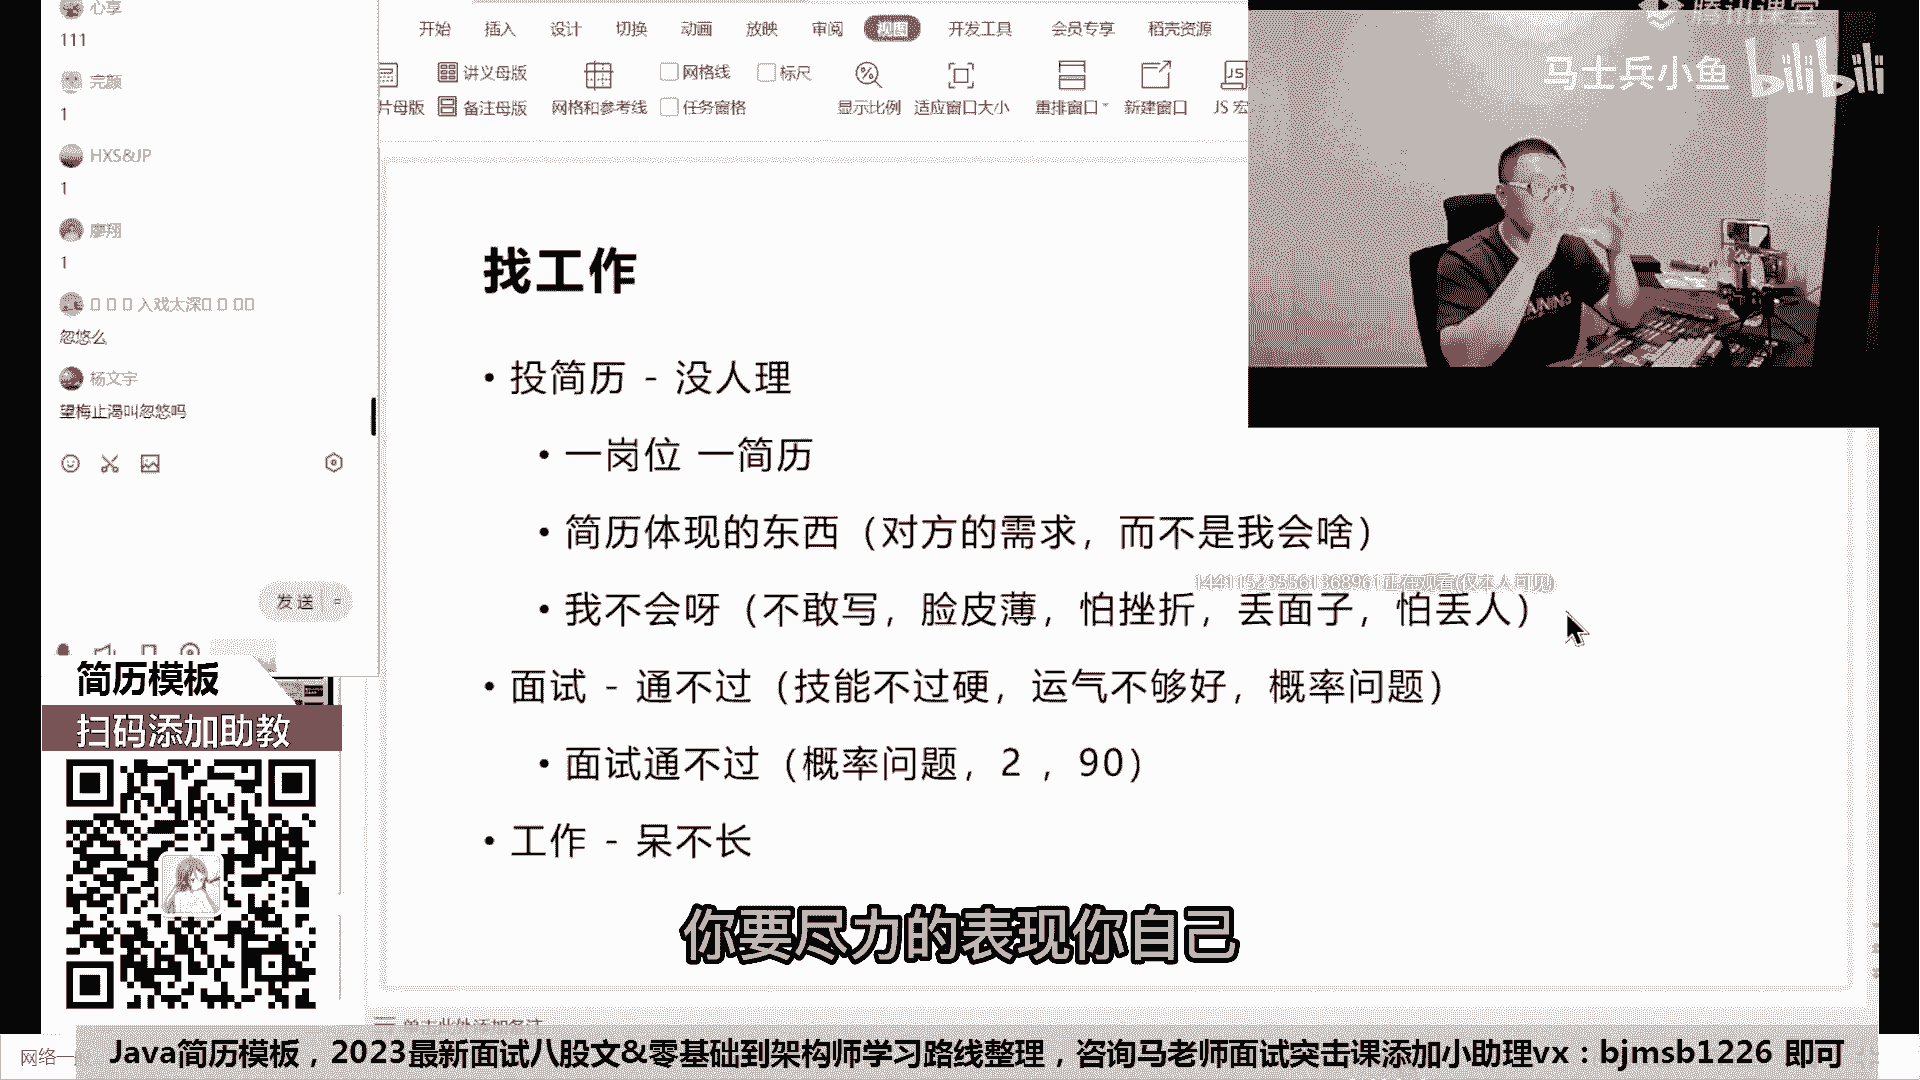 心享
111
完颜
1
HXS&JP
1
廖翔
1
入戏太深
忽悠么
杨文宇
望梅止渴叫忽悠吗
发送
开始 插入 设计 切换 动画 放映 审阅 视图 开发工具 会员专享 稻壳资源
讲义母版 网格线 标尺
片母版 备注母版 网格和参考线 任务窗格 显示比例 适应窗口大小 重排窗口 新建窗口 JS 宏
腾讯课堂
马士兵小鱼 bilibili
找工作
• 投简历 - 没人理
• 一岗位 一简历
• 简历体现的东西（对方的需求，而不是我会啥）
144115235561368961正在观看(仅本人可见)
• 我不会呀（不敢写，脸皮薄，怕挫折，丢面子，怕丢人）
• 面试 - 通不过（技能不过硬，运气不够好，概率问题）
• 面试通不过（概率问题，2 ，90）
• 工作 - 呆不长
你要尽力的表现你自己
简历模板
扫码添加助教
单击此处添加备注
网络一
Java简历模板，2023最新面试八股文&零基础到架构师学习路线整理，咨询马老师面试突击课添加小助理vx：bjmsb1226 即可